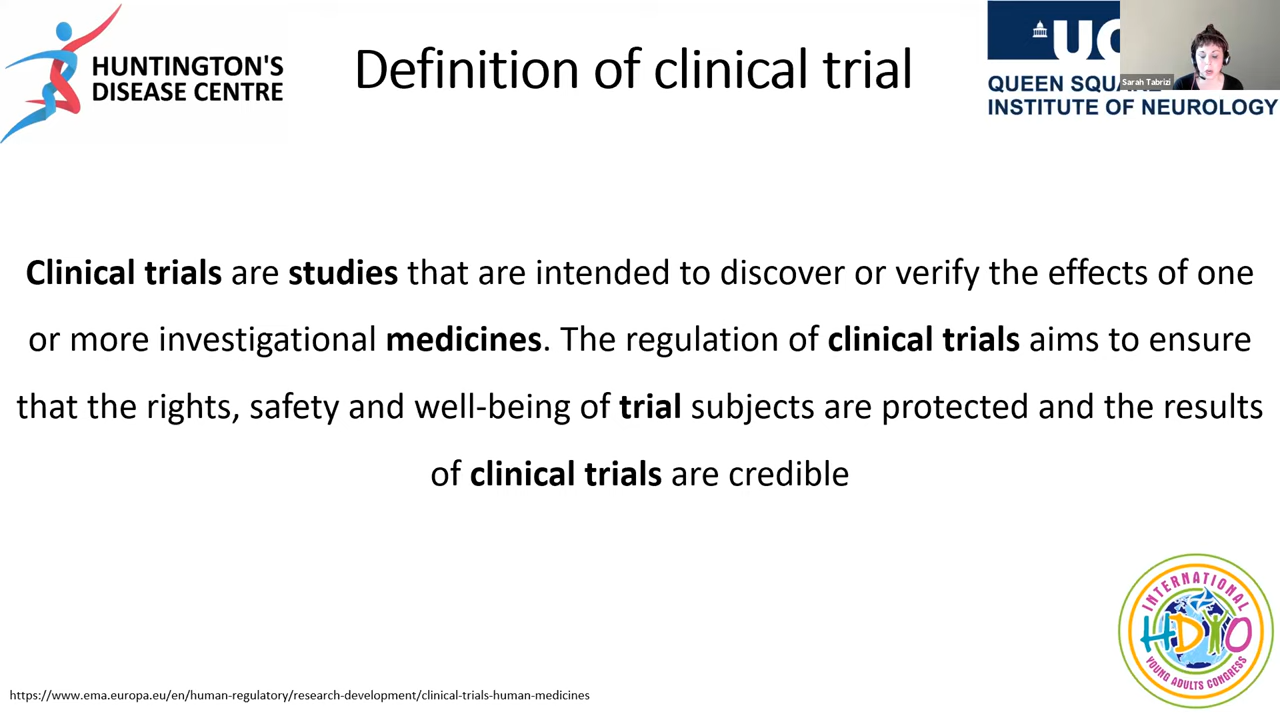 HUNTINGTON'S
DISEASE CENTRE
Definition of clinical trial
UC
Sarah Tabrizi
QUEEN SQUARE
INSTITUTE OF NEUROLOGY
Clinical trials are studies that are intended to discover or verify the effects of one
or more investigational medicines. The regulation of clinical trials aims to ensure
that the rights, safety and well-being of trial subjects are protected and the results
of clinical trials are credible
INTERNATIONAL
HDYO
YOUNG ADULTS CONGRESS
https://www.ema.europa.eu/en/human-regulatory/research-development/clinical-trials-human-medicines